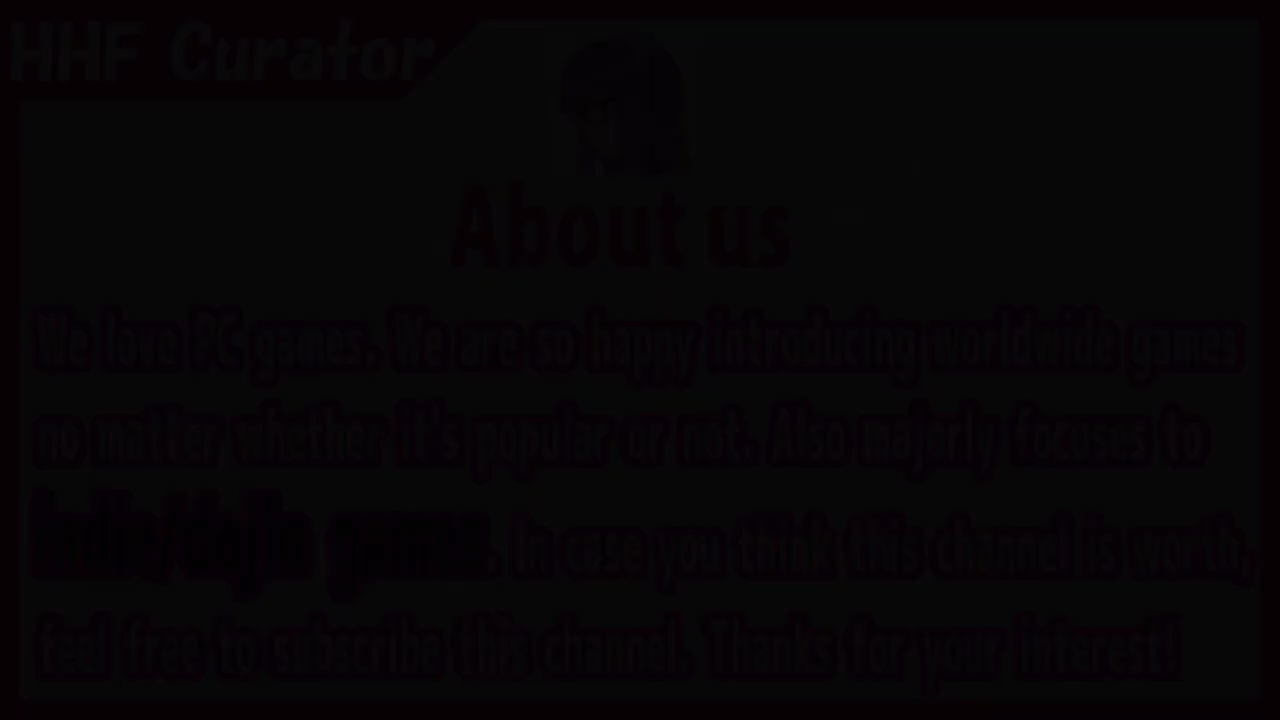 HHF Curator
About us
We love PC games. We are so happy introducing worldwide games
no matter whether it's popular or not. Also majorly focuses to
indie/doujin games. In case you think this channel is worth,
feel free to subscribe this channel. Thanks for your interest!